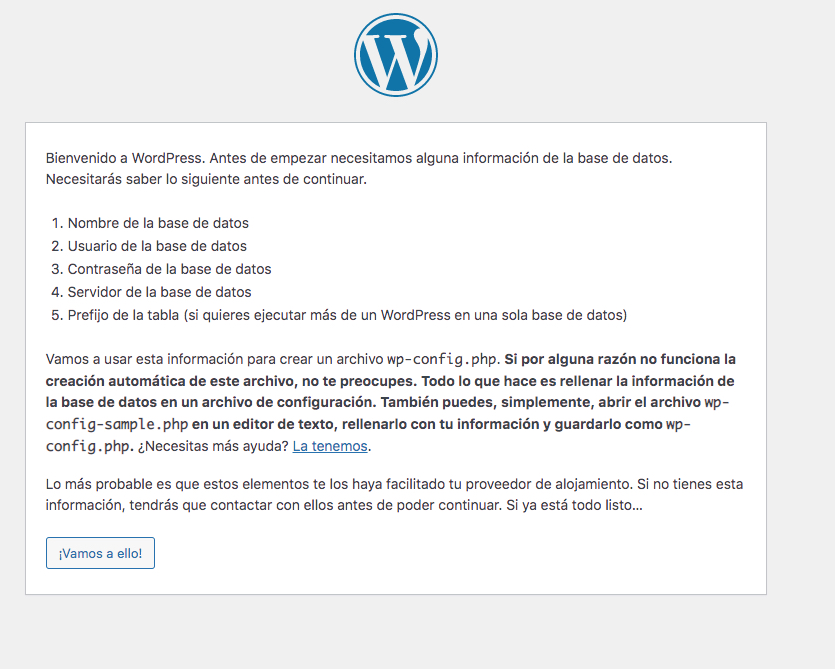 Bienvenido a WordPress. Antes de empezar necesitamos alguna información de la base de datos.
Necesitarás saber lo siguiente antes de continuar.
1. Nombre de la base de datos
2. Usuario de la base de datos
3. Contraseña de la base de datos
4. Servidor de la base de datos
5. Prefijo de la tabla (si quieres ejecutar más de un WordPress en una sola base de datos)
Vamos a usar esta información para crear un archivo wp-config.php. Si por alguna razón no funciona la
creación automática de este archivo, no te preocupes. Todo lo que hace es rellenar la información de
la base de datos en un archivo de configuración. También puedes, simplemente, abrir el archivo wp-
config-sample.php en un editor de texto, rellenarlo con tu información y guardarlo como wp-
config.php. ¿Necesitas más ayuda? La tenemos.
Lo más probable es que estos elementos te los haya facilitado tu proveedor de alojamiento. Si no tienes esta
información, tendrás que contactar con ellos antes de poder continuar. Si ya está todo listo...
¡Vamos a ello!